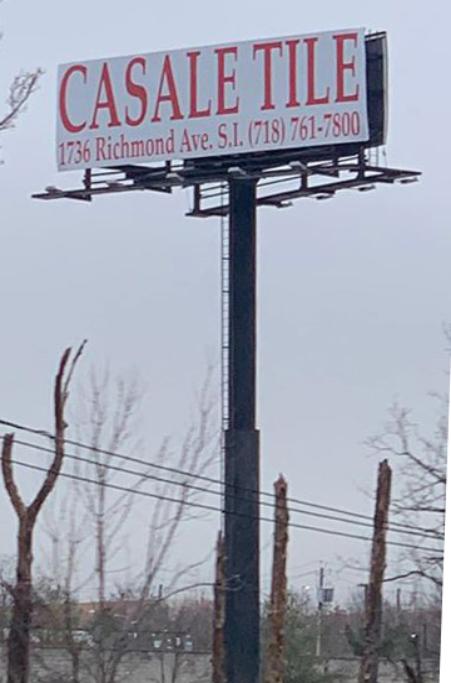 CASALE TILE
1736 Richmond Ave. S.I. (718) 761-7800